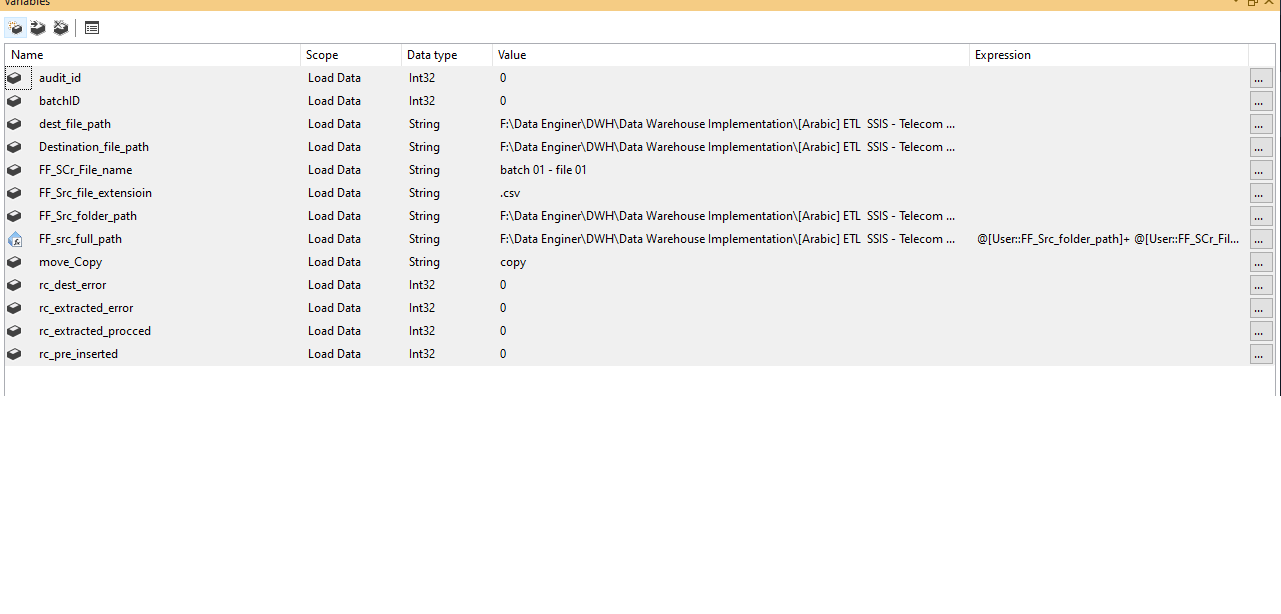 Variables
Name Scope Data type Value Expression
audit_id Load Data Int32 0 ...
batchID Load Data Int32 0 ...
dest_file_path Load Data String F:\Data Enginer\DWH\Data Warehouse Implementation\[Arabic] ETL  SSIS - Telecom ... ...
Destination_file_path Load Data String F:\Data Enginer\DWH\Data Warehouse Implementation\[Arabic] ETL  SSIS - Telecom ... ...
FF_SCr_File_name Load Data String batch 01 - file 01 ...
FF_Src_file_extensioin Load Data String .csv ...
FF_Src_folder_path Load Data String F:\Data Enginer\DWH\Data Warehouse Implementation\[Arabic] ETL  SSIS - Telecom ... ...
FF_src_full_path Load Data String F:\Data Enginer\DWH\Data Warehouse Implementation\[Arabic] ETL  SSIS - Telecom ... @[User::FF_Src_folder_path]+ @[User::FF_SCr_Fil... ...
move_Copy Load Data String copy ...
rc_dest_error Load Data Int32 0 ...
rc_extracted_error Load Data Int32 0 ...
rc_extracted_procced Load Data Int32 0 ...
rc_pre_inserted Load Data Int32 0 ...